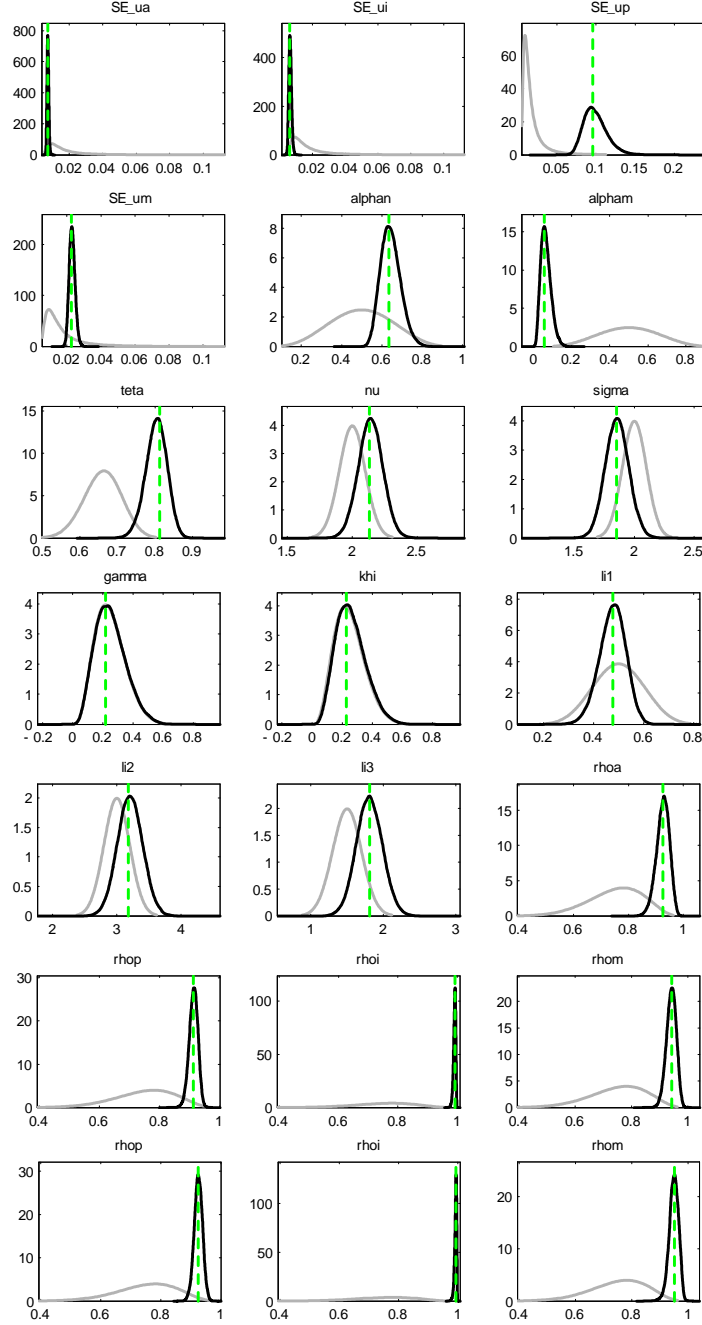 SE_ua SE_ui SE_up
800 600 400 200 0
0.02 0.04 0.06 0.08 0.1
400 200 0
0.02 0.04 0.06 0.08 0.1
60 40 20 0
0.05 0.1 0.15 0.2
SE_um alphan alpham
200 100 0
0.02 0.04 0.06 0.08 0.1
8 6 4 2 0
0.2 0.4 0.6 0.8 1
15 10 5 0
0 0.2 0.4 0.6 0.8
teta nu sigma
15 10 5 0
0.5 0.6 0.7 0.8 0.9
5 4 3 2 1 0
1.5 2 2.5
4 3 2 1 0
1.5 2 2.5
gamma khi li1
4 3 2 1 0
- 0.2 0 0.2 0.4 0.6 0.8
4 3 2 1 0
- 0.2 0 0.2 0.4 0.6 0.8
8 6 4 2 0
0.2 0.4 0.6 0.8
li2 li3 rhoa
2 1.5 1 0.5 0
2 3 4
2 1.5 1 0.5 0
1 2 3
15 10 5 0
0.4 0.6 0.8 1
rhop rhoi rhom
30 20 10 0
0.4 0.6 0.8 1
100 50 0
0.4 0.6 0.8 1
20 15 10 5 0
0.4 0.6 0.8 1
rhop rhoi rhom
30 20 10 0
0.4 0.6 0.8 1
100 50 0
0.4 0.6 0.8 1
20 10 0
0.4 0.6 0.8 1